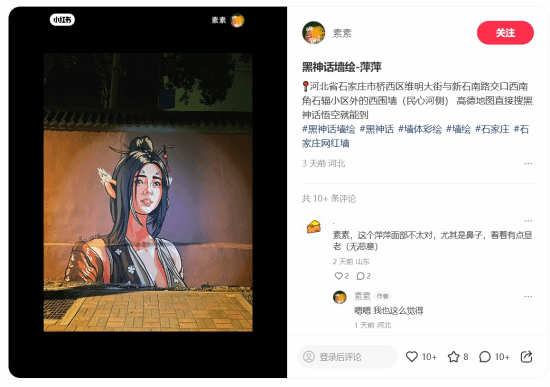 小红书
素素
素素
关注
黑神话墙绘-萍萍
📍河北省石家庄市桥西区维明大街与新石南路交口西南
角石辎小区外的西围墙（民心河侧） 高德地图直接搜黑
神话悟空就能到
#黑神话墙绘 #黑神话 #墙体彩绘 #墙绘 #石家庄 #石
家庄网红墙
3 天前 河北
共 10+ 条评论
.
素素，这个萍萍面部不太对，尤其是鼻子，看着有点显
老（无恶意）
2 天前 山东
2 2
素素 作者
嗯嗯 我也这么觉得
1 天前 河北
登录后评论 10+ 8 10+